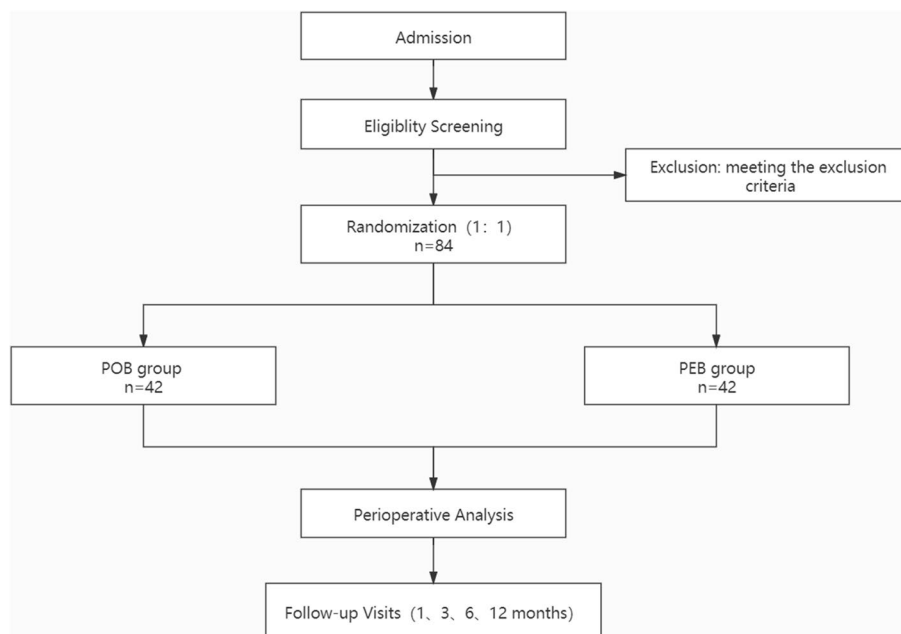 Admission
Eligiblity Screening
Exclusion: meeting the exclusion
criteria
Randomization（1：1）
n=84
POB group
n=42
PEB group
n=42
Perioperative Analysis
Follow-up Visits（1、3、6、12 months）